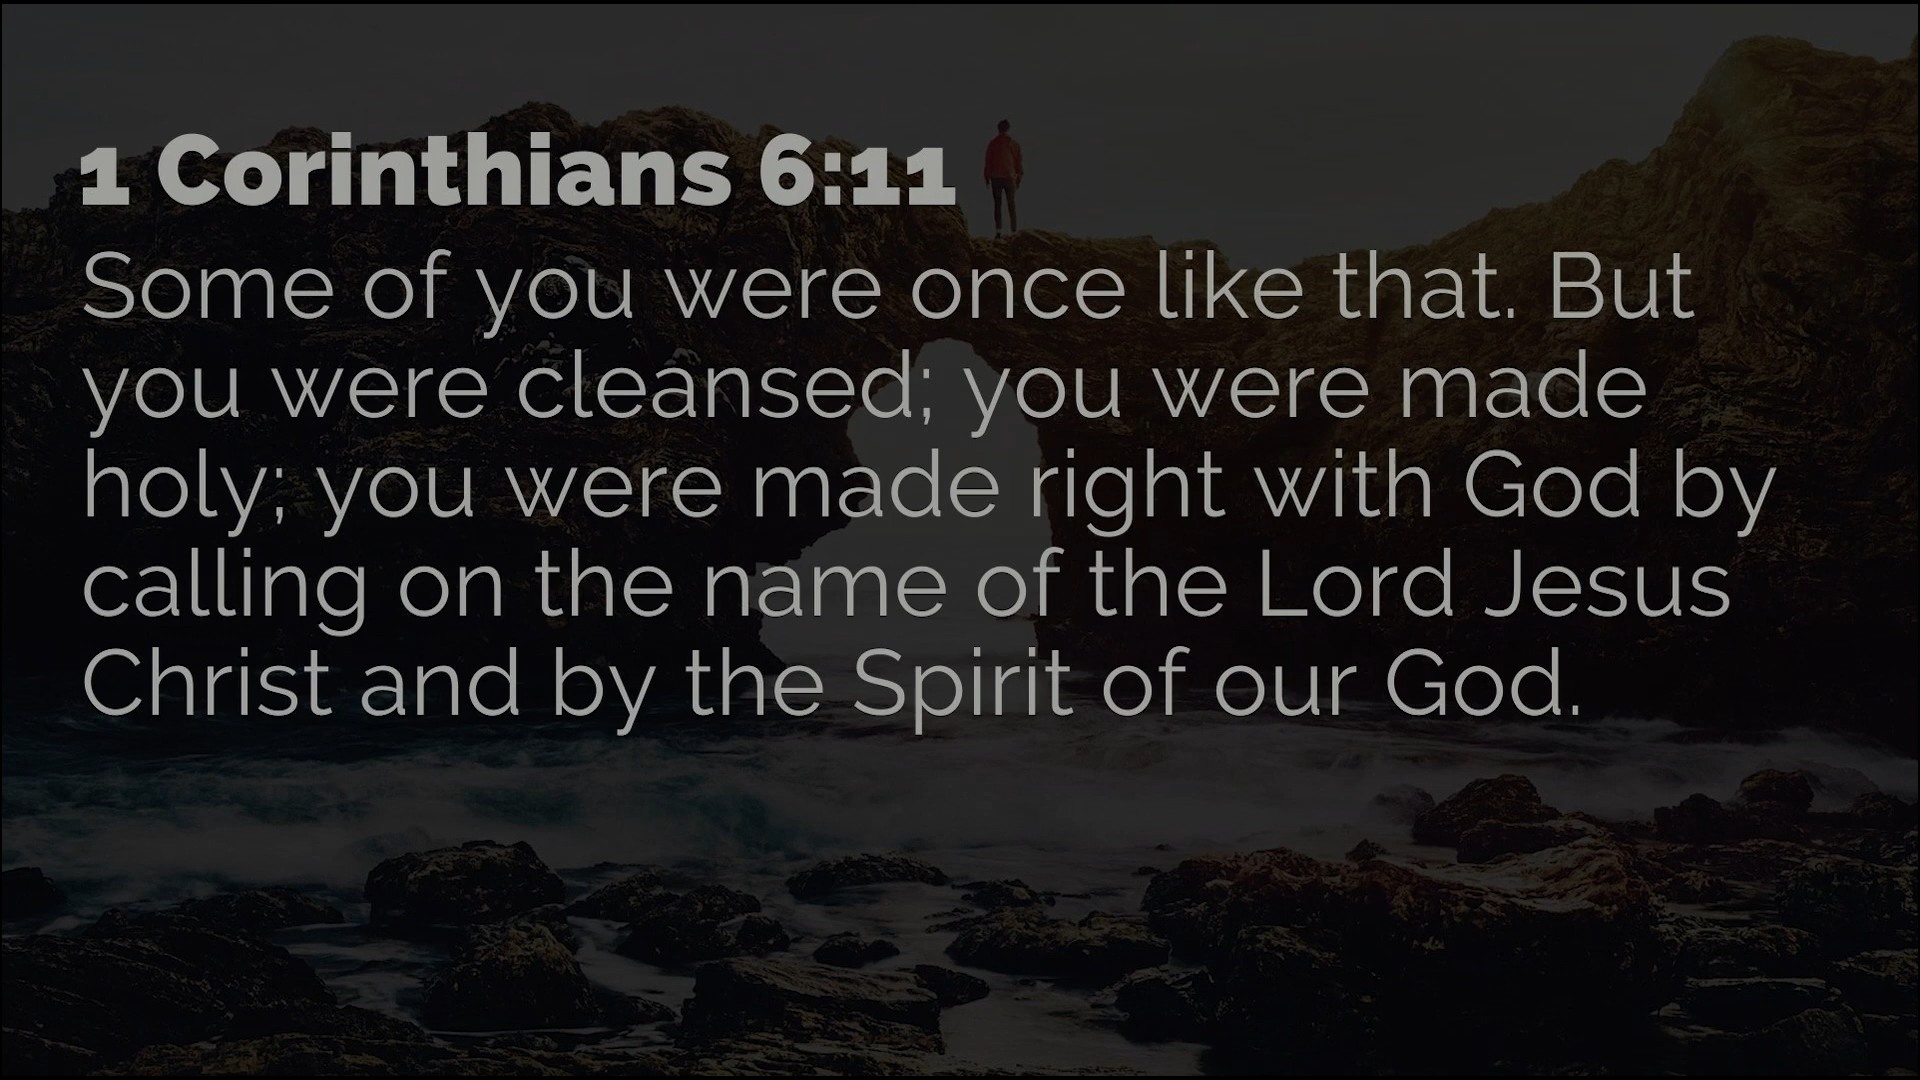 1 Corinthians 6:11
Some of you were once like that. But
you were cleansed; you were made
holy; you were made right with God by
calling on the name of the Lord Jesus
Christ and by the Spirit of our God.